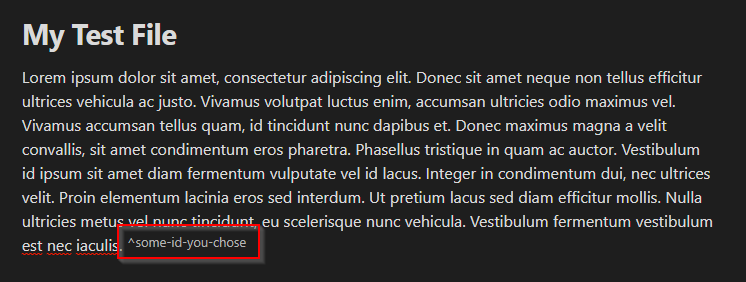 My Test File
Lorem ipsum dolor sit amet, consectetur adipiscing elit. Donec sit amet neque non tellus efficitur
ultrices vehicula ac justo. Vivamus volutpat luctus enim, accumsan ultricies odio maximus vel.
Vivamus accumsan tellus quam, id tincidunt nunc dapibus et. Donec maximus magna a velit
convallis, sit amet condimentum eros pharetra. Phasellus tristique in quam ac auctor. Vestibulum
id ipsum sit amet diam fermentum vulputate vel id lacus. Integer in condimentum dui, nec ultrices
velit. Proin elementum lacinia eros sed interdum. Ut pretium lacus sed diam efficitur mollis. Nulla
ultricies metus vel nunc tincidunt, eu scelerisque nunc vehicula. Vestibulum fermentum vestibulum
est nec iaculis. ^some-id-you-chose